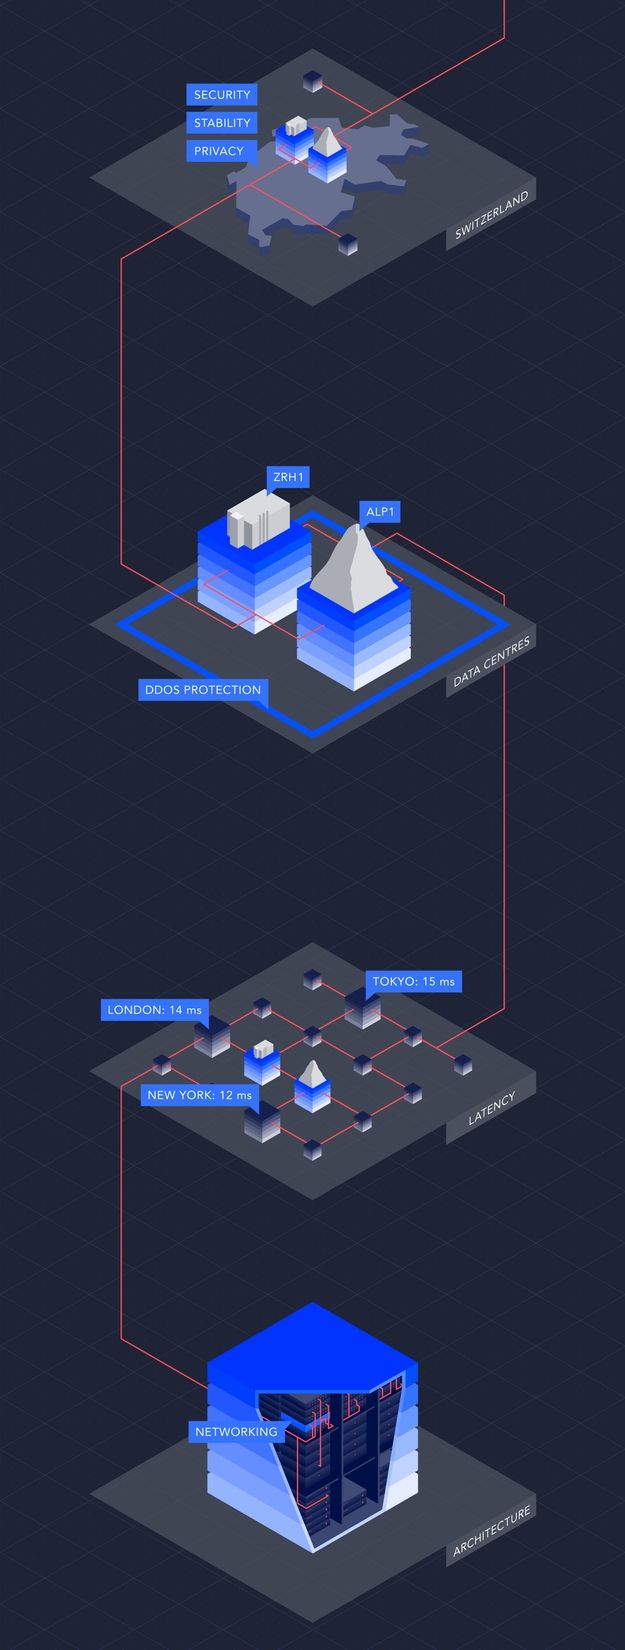 SECURITY
STABILITY
PRIVACY
SWITZERLAND
ZRH1
ALP1
DATA CENTRES
DDOS PROTECTION
TOKYO: 15 ms
LONDON: 14 ms
NEW YORK: 12 ms
LATENCY
NETWORKING
ARCHITECTURE